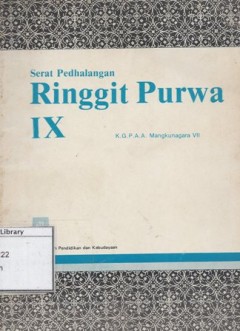 Serat Pedhalangan
Ringgit Purwa
IX
K.G.P.A.A. Mangkunagara VII
Library
22
Pendidikan dan Kebudayaan